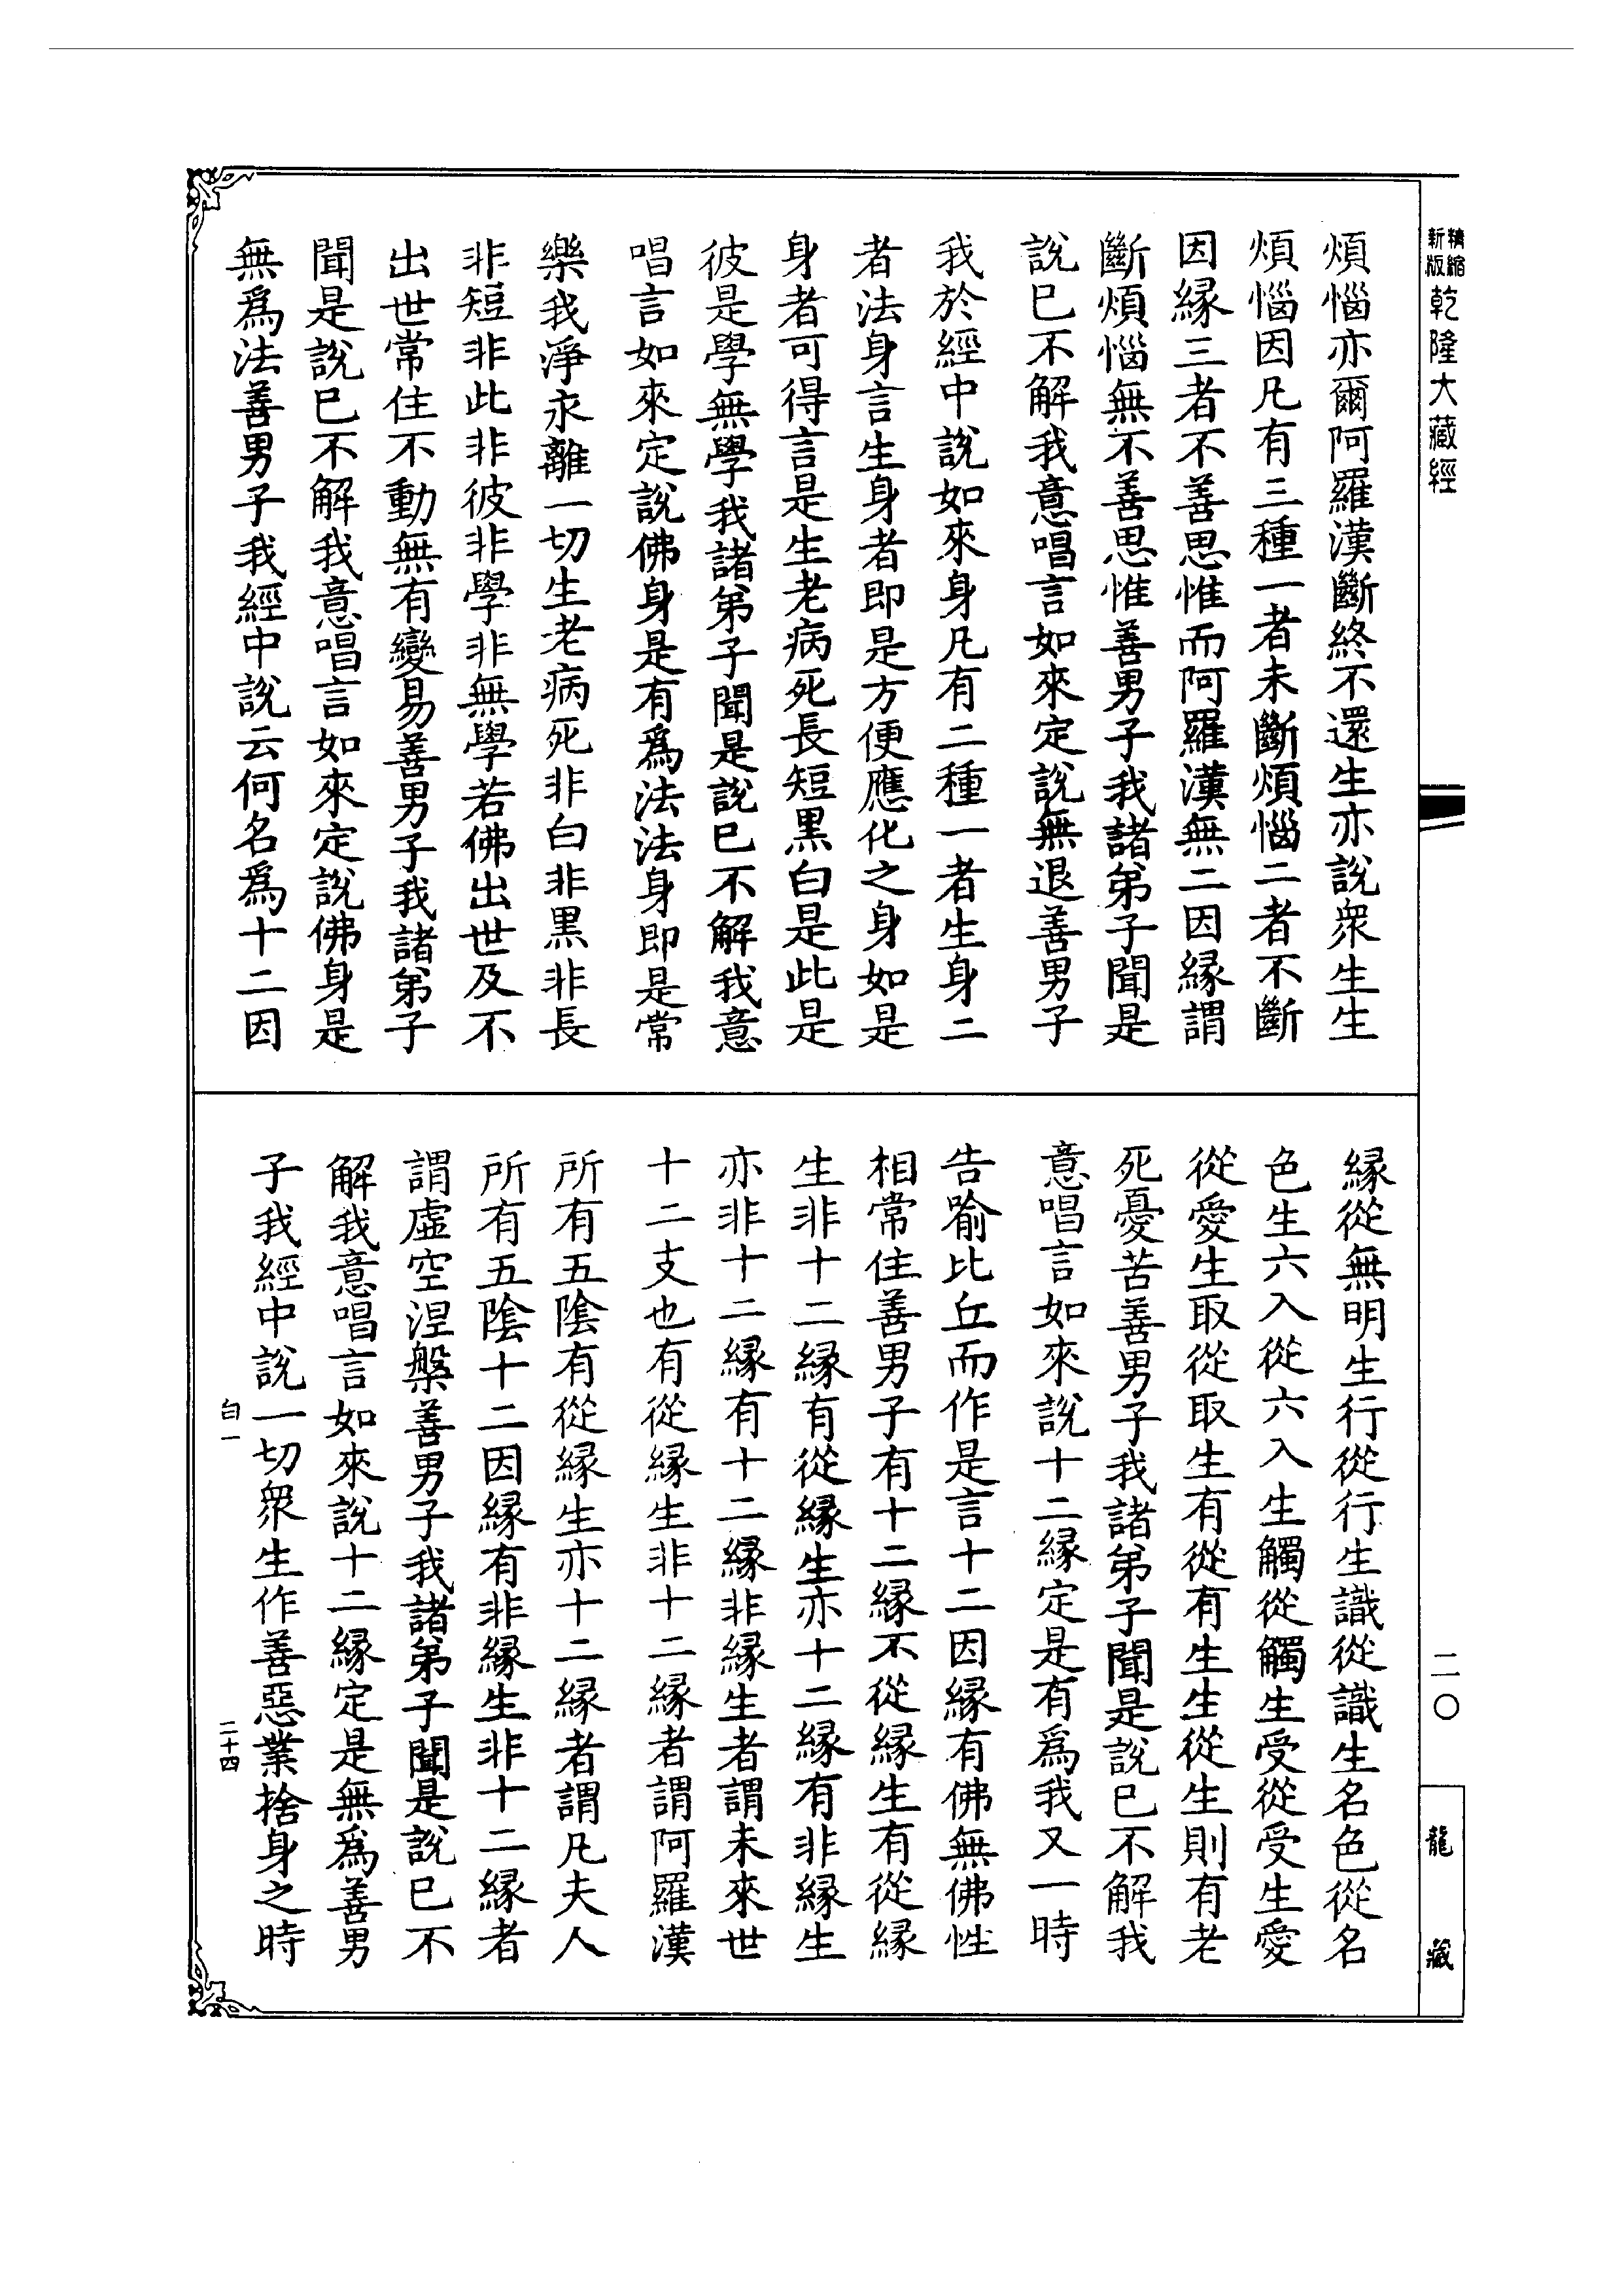 精縮新版乾隆大藏經
二〇
龍藏
煩惱亦爾阿羅漢斷終不還生亦說衆生生
煩惱因凡有三種一者未斷煩惱二者不斷
因緣三者不善思惟而阿羅漢無二因緣謂
斷煩惱無不善思惟善男子我諸弟子聞是
說已不解我意唱言如來定說無退善男子
我於經中說如來身凡有二種一者生身二
者法身言生身者即是方便應化之身如是
身者可得言是生老病死長短黑白是此是
彼是學無學我諸弟子聞是說已不解我意
唱言如來定說佛身是有爲法法身即是常
樂我淨永離一切生老病死非白非黑非長
非短非此非彼非學非無學若佛出世及不
出世常住不動無有變易善男子我諸弟子
聞是說已不解我意唱言如來定說佛身是
無爲法善男子我經中說云何名爲十二因
緣從無明生行從行生識從識生名色從名
色生六入從六入生觸從觸生受從受生愛
從愛生取從取生有從有生生從生則有老
死憂苦善男子我諸弟子聞是說已不解我
意唱言如來說十二緣定是有爲我又一時
告喻比丘而作是言十二因緣有佛無佛性
相常住善男子有十二緣不從緣生有從緣
生非十二緣有從緣生亦十二緣有非緣生
亦非十二緣有十二緣非緣生者謂未來世
十二支也有從緣生非十二緣者謂阿羅漢
所有五陰有從緣生亦十二緣者謂凡夫人
所有五陰十二因緣有非緣生非十二緣者
謂虛空涅槃善男子我諸弟子聞是說已不
解我意唱言如來說十二緣定是無爲善男
子我經中說一切衆生作善惡業捨身之時
白一
二十四